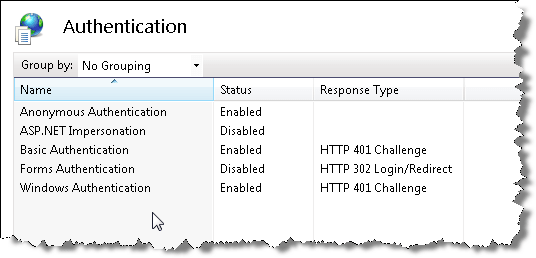 Authentication
Group by: No Grouping
Name Status Response Type
Anonymous Authentication Enabled
ASP.NET Impersonation Disabled
Basic Authentication Enabled HTTP 401 Challenge
Forms Authentication Disabled HTTP 302 Login/Redirect
Windows Authentication Enabled HTTP 401 Challenge